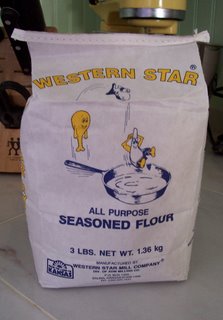 WESTERN STAR®
ALL PURPOSE
SEASONED FLOUR
3 LBS. NET WT. 1.36 kg
MANUFACTURED BY
WESTERN STAR MILL COMPANY
KANSAS